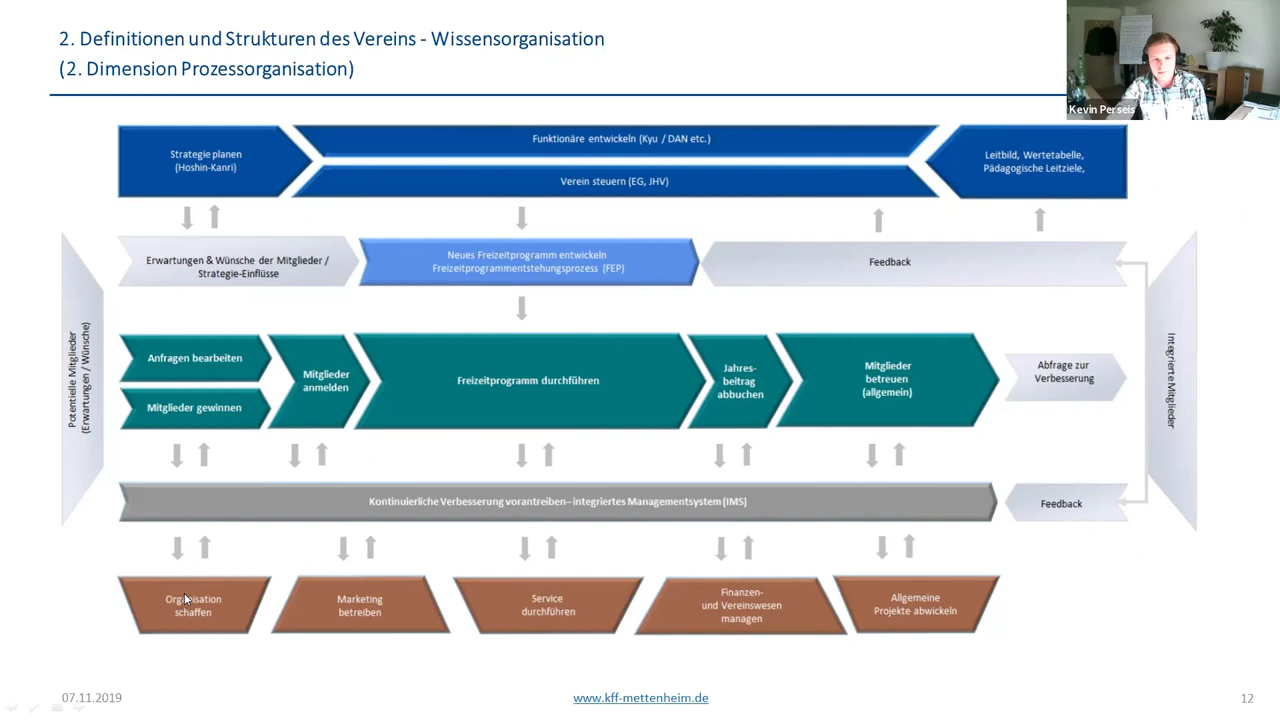 2. Definitionen und Strukturen des Vereins - Wissensorganisation
(2. Dimension Prozessorganisation)
Kevin Perseis
Strategie planen
(Hoshin-Kanri)
Funktionäre entwickeln (Kyu / DAN etc.)
Verein steuern (EG, JHV)
Leitbild, Wertetabelle,
Pädagogische Leitziele,
Erwartungen & Wünsche der Mitglieder /
Strategie-Einflüsse
Neues Freizeitprogramm entwickeln
Freizeitprogrammentstehungsprozess (FEP)
Feedback
Potentielle Mitglieder
(Erwartungen / Wünsche)
Anfragen bearbeiten
Mitglieder gewinnen
Mitglieder
anmelden
Freizeitprogramm durchführen
Jahres-
beitrag
abbuchen
Mitglieder
betreuen
(allgemein)
Abfrage zur
Verbesserung
Integrierte Mitglieder
Kontinuierliche Verbesserung vorantreiben– integriertes Managementsystem (IMS)
Feedback
Organisation
schaffen
Marketing
betreiben
Service
durchführen
Finanzen-
und Vereinswesen
managen
Allgemeine
Projekte abwickeln
07.11.2019
www.kff-mettenheim.de
12